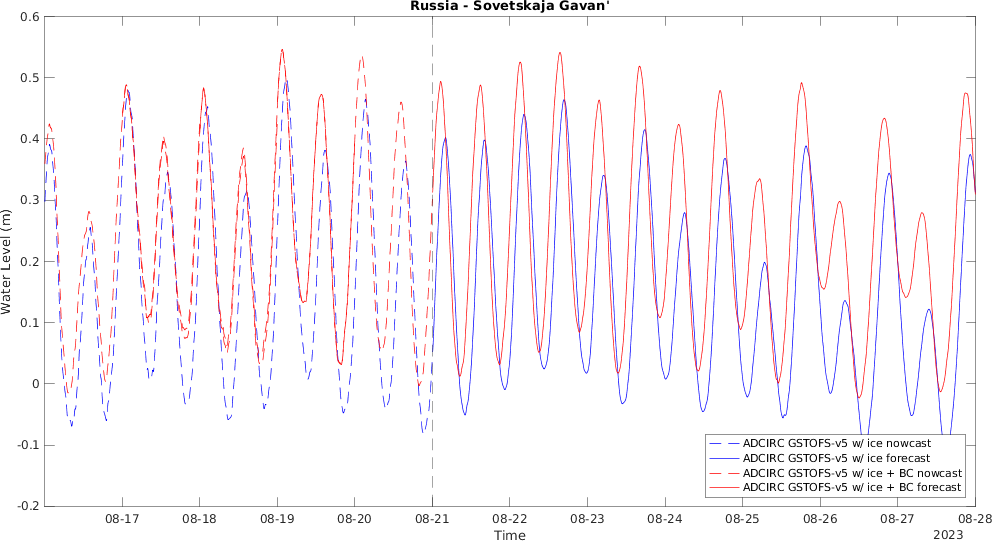 Russia - Sovetskaja Gavan'
Water Level (m)
0.6
0.5
0.4
0.3
0.2
0.1
0
-0.1
-0.2
ADCIRC GSTOFS-v5 w/ ice nowcast
ADCIRC GSTOFS-v5 w/ ice forecast
ADCIRC GSTOFS-v5 w/ ice + BC nowcast
ADCIRC GSTOFS-v5 w/ ice + BC forecast
08-17 08-18 08-19 08-20 08-21 08-22 08-23 08-24 08-25 08-26 08-27 08-28
Time
2023